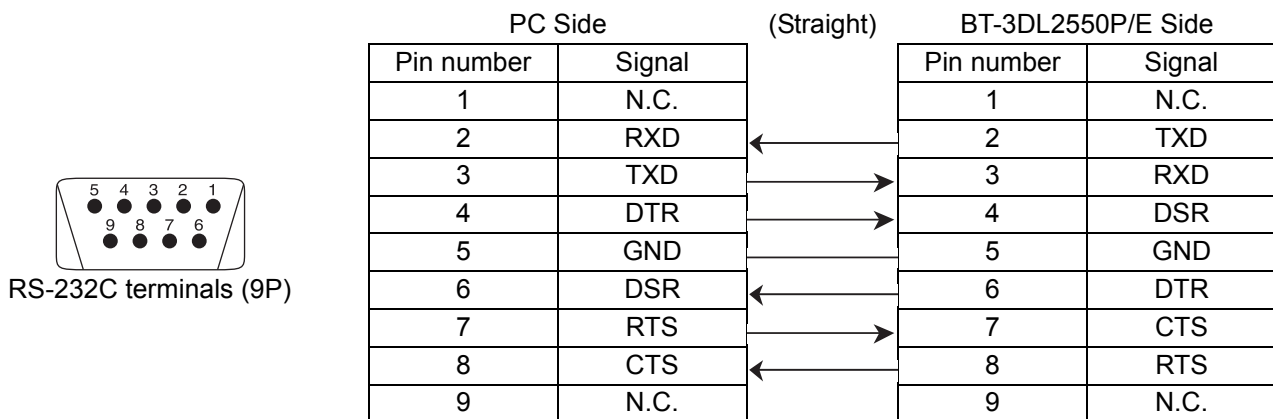 PC Side (Straight) BT-3DL2550P/E Side
Pin number Signal Pin number Signal
1 N.C. 1 N.C.
2 RXD 2 TXD
3 TXD 3 RXD
4 DTR 4 DSR
5 GND 5 GND
6 DSR 6 DTR
7 RTS 7 CTS
8 CTS 8 RTS
9 N.C. 9 N.C.
5 4 3 2 1
9 8 7 6
RS-232C terminals (9P)